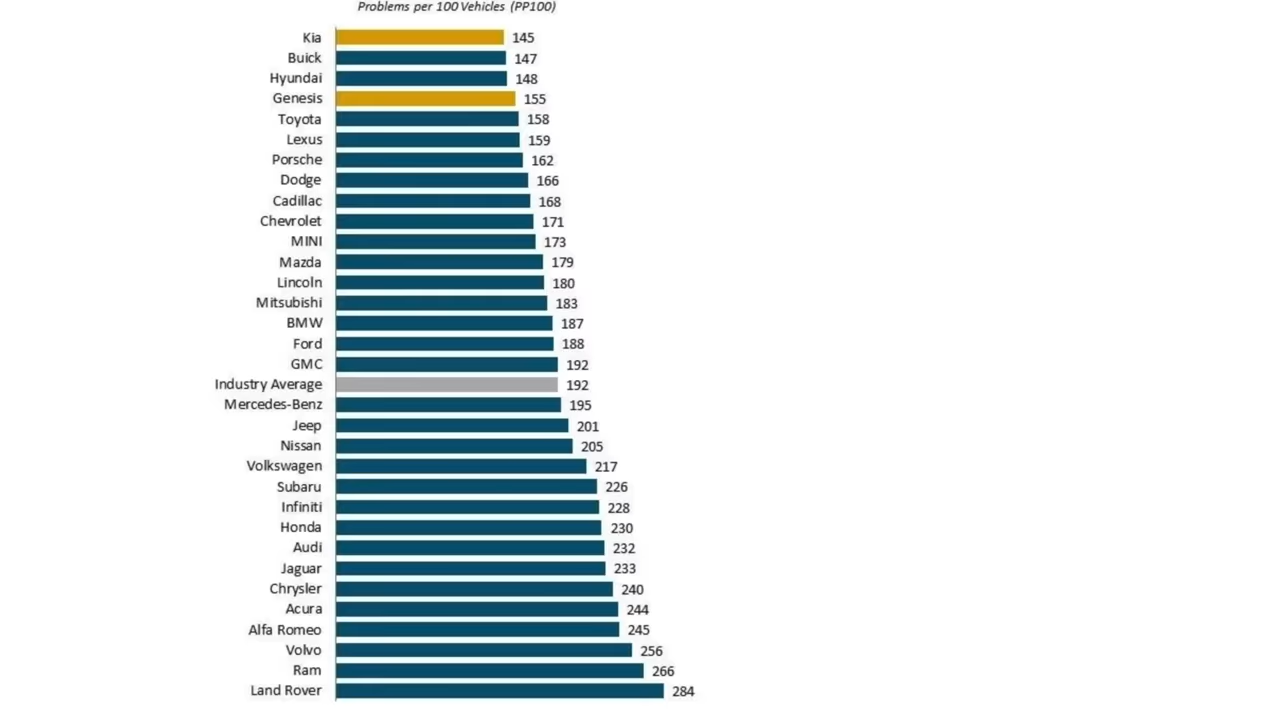 Problems per 100 Vehicles (PP100)
Kia 145
Buick 147
Hyundai 148
Genesis 155
Toyota 158
Lexus 159
Porsche 162
Dodge 166
Cadillac 168
Chevrolet 171
MINI 173
Mazda 179
Lincoln 180
Mitsubishi 183
BMW 187
Ford 188
GMC 192
Industry Average 192
Mercedes-Benz 195
Jeep 201
Nissan 205
Volkswagen 217
Subaru 226
Infiniti 228
Honda 230
Audi 232
Jaguar 233
Chrysler 240
Acura 244
Alfa Romeo 245
Volvo 256
Ram 266
Land Rover 284